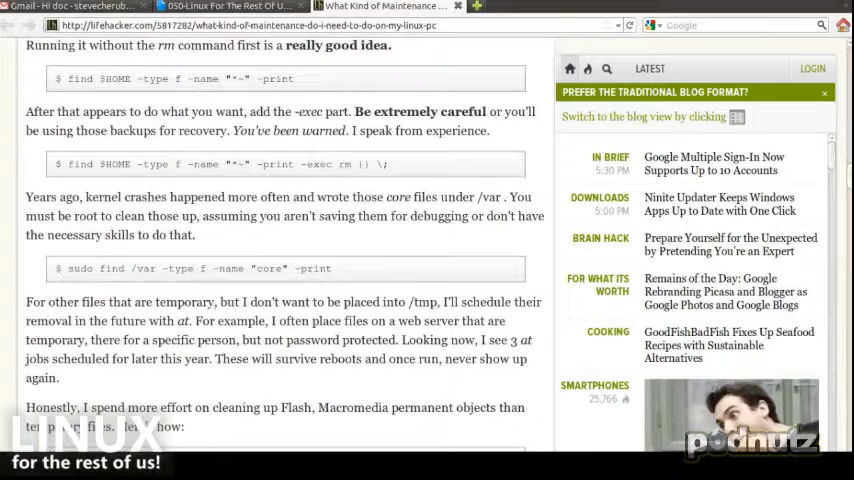 Gmail - Hi doc - stevecherub...
050-Linux For The Rest Of U...
What Kind of Maintenance ...
http://lifehacker.com/5817282/what-kind-of-maintenance-do-i-need-to-do-on-my-linux-pc
Google
Running it without the rm command first is a really good idea.
$ find $HOME -type f -name "*~" -print
After that appears to do what you want, add the -exec part. Be extremely careful or you'll
be using those backups for recovery. You've been warned. I speak from experience.
$ find $HOME -type f -name "*~" -print -exec rm {} \;
Years ago, kernel crashes happened more often and wrote those core files under /var . You
must be root to clean those up, assuming you aren't saving them for debugging or don't have
the necessary skills to do that.
$ sudo find /var -type f -name "core" -print
For other files that are temporary, but I don't want to be placed into /tmp, I'll schedule their
removal in the future with at. For example, I often place files on a web server that are
temporary, there for a specific person, but not password protected. Looking now, I see 3 at
jobs scheduled for later this year. These will survive reboots and once run, never show up
again.
Honestly, I spend more effort on cleaning up Flash, Macromedia permanent objects than
LATEST
LOGIN
PREFER THE TRADITIONAL BLOG FORMAT?
Switch to the blog view by clicking
IN BRIEF
5:30 PM
Google Multiple Sign-In Now
Supports Up to 10 Accounts
DOWNLOADS
5:00 PM
Ninite Updater Keeps Windows
Apps Up to Date with One Click
BRAIN HACK
Prepare Yourself for the Unexpected
by Pretending You're an Expert
FOR WHAT ITS
WORTH
Remains of the Day: Google
Rebranding Picasa and Blogger as
Google Photos and Google Blogs
COOKING
GoodFishBadFish Fixes Up Seafood
Recipes with Sustainable
Alternatives
SMARTPHONES
25,766
LINUX
for the rest of us!
podnutz